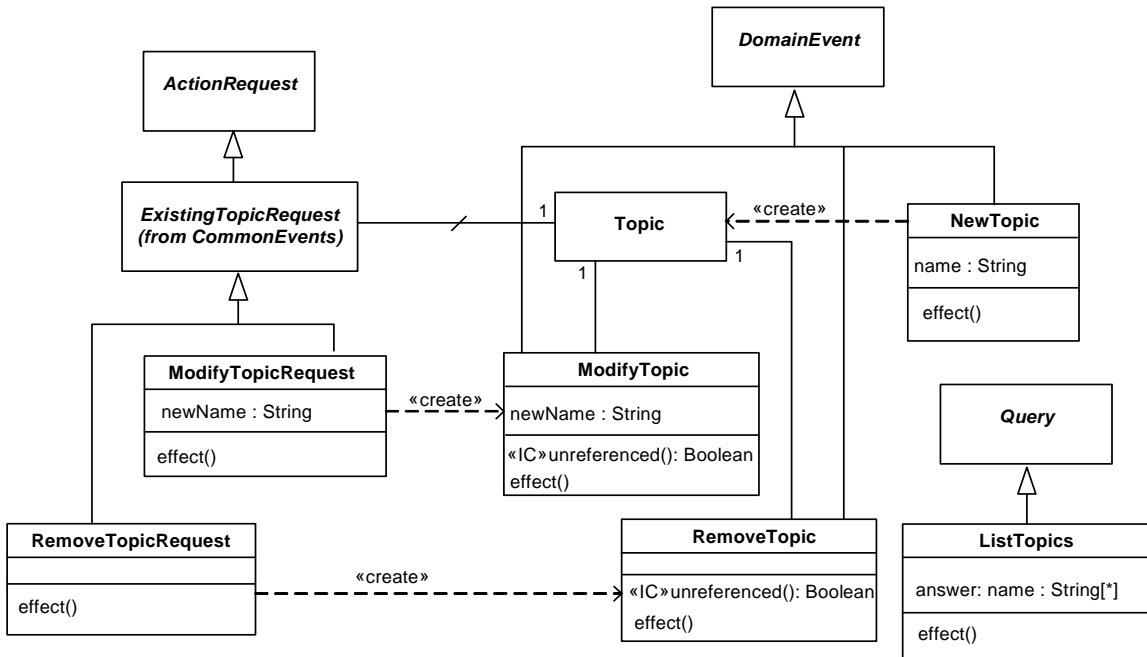 DomainEvent
ActionRequest
ExistingTopicRequest
(from CommonEvents)
1
Topic
«create»
NewTopic
name : String
effect()
1
1
ModifyTopicRequest
newName : String
effect()
«create»
ModifyTopic
newName : String
«IC»unreferenced(): Boolean
effect()
Query
RemoveTopicRequest
effect()
«create»
RemoveTopic
«IC»unreferenced(): Boolean
effect()
ListTopics
answer: name : String[*]
effect()